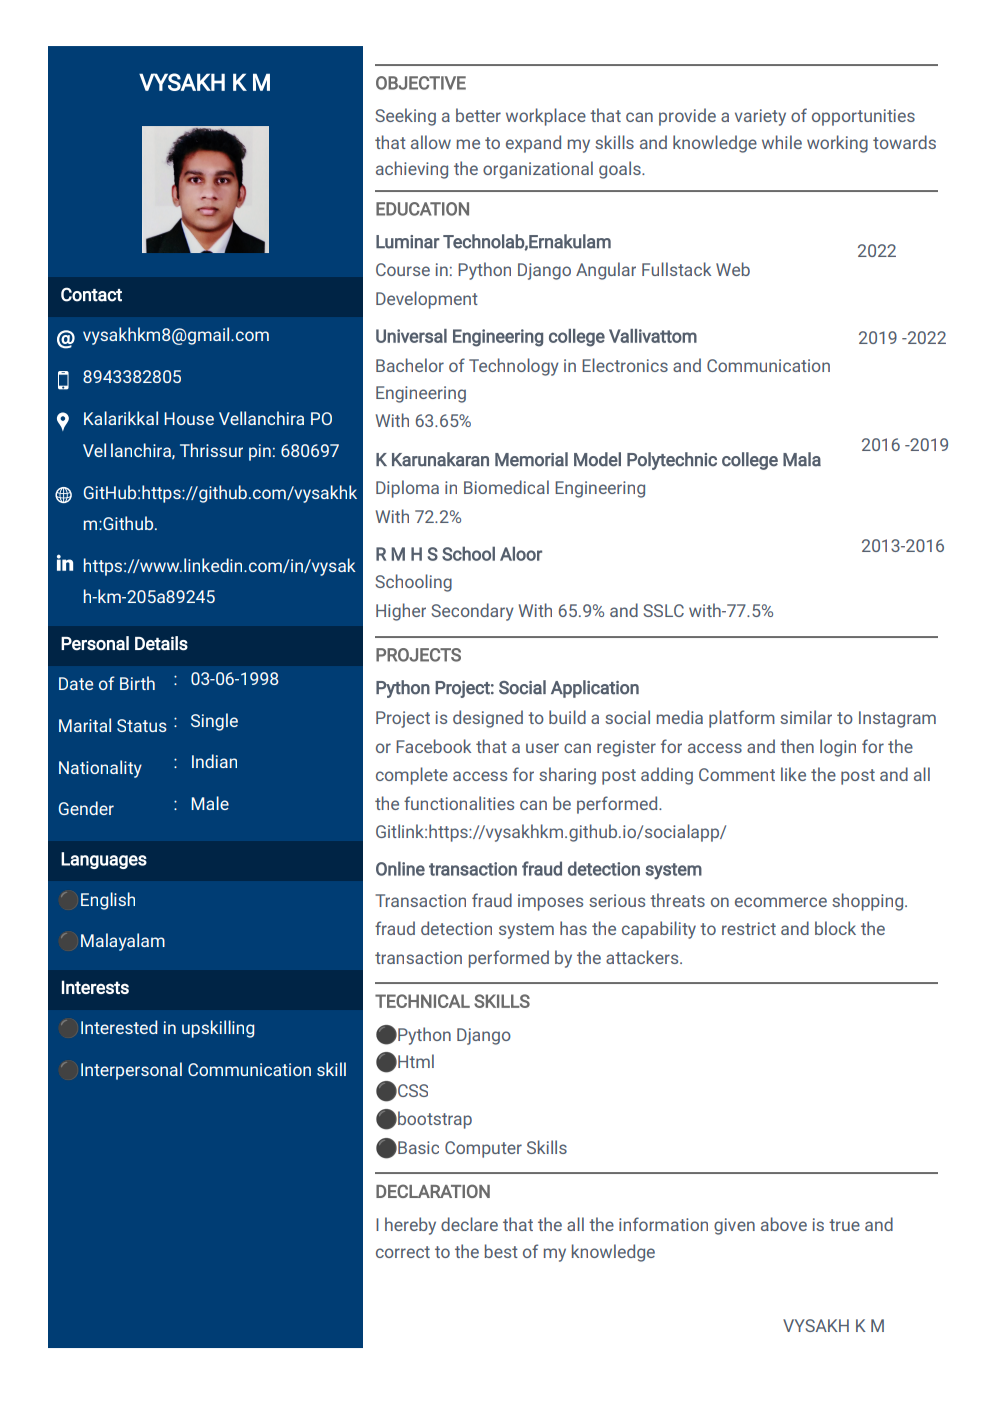 VYSAKH K M
Contact
vysakhkm8@gmail.com
8943382805
Kalarikkal House Vellanchira PO
Vellanchira, Thrissur pin: 680697
GitHub:https://github.com/vysakhk
m:Github.
https://www.linkedin.com/in/vysak
h-km-205a89245
Personal Details
Date of Birth : 03-06-1998
Marital Status : Single
Nationality : Indian
Gender : Male
Languages
English
Malayalam
Interests
Interested in upskilling
Interpersonal Communication skill
OBJECTIVE
Seeking a better workplace that can provide a variety of opportunities
that allow me to expand my skills and knowledge while working towards
achieving the organizational goals.
EDUCATION
Luminar Technolab,Ernakulam
2022
Course in: Python Django Angular Fullstack Web
Development
Universal Engineering college Vallivattom
2019 -2022
Bachelor of Technology in Electronics and Communication
Engineering
With 63.65%
2016 -2019
K Karunakaran Memorial Model Polytechnic college Mala
Diploma in Biomedical Engineering
With 72.2%
2013-2016
R M H S School Aloor
Schooling
Higher Secondary With 65.9% and SSLC with-77.5%
PROJECTS
Python Project: Social Application
Project is designed to build a social media platform similar to Instagram
or Facebook that a user can register for access and then login for the
complete access for sharing post adding Comment like the post and all
the functionalities can be performed.
Gitlink:https://vysakhkm.github.io/socialapp/
Online transaction fraud detection system
Transaction fraud imposes serious threats on ecommerce shopping.
fraud detection system has the capability to restrict and block the
transaction performed by the attackers.
TECHNICAL SKILLS
Python Django
Html
CSS
bootstrap
Basic Computer Skills
DECLARATION
I hereby declare that the all the information given above is true and
correct to the best of my knowledge
VYSAKH K M